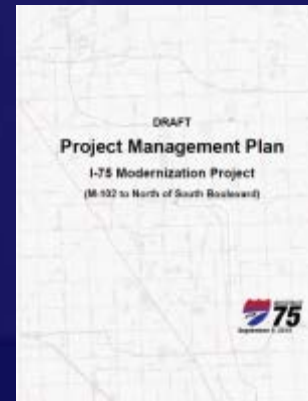 DRAFT
Project Management Plan
I-75 Modernization Project
(M-102 to North of South Boulevard)
75